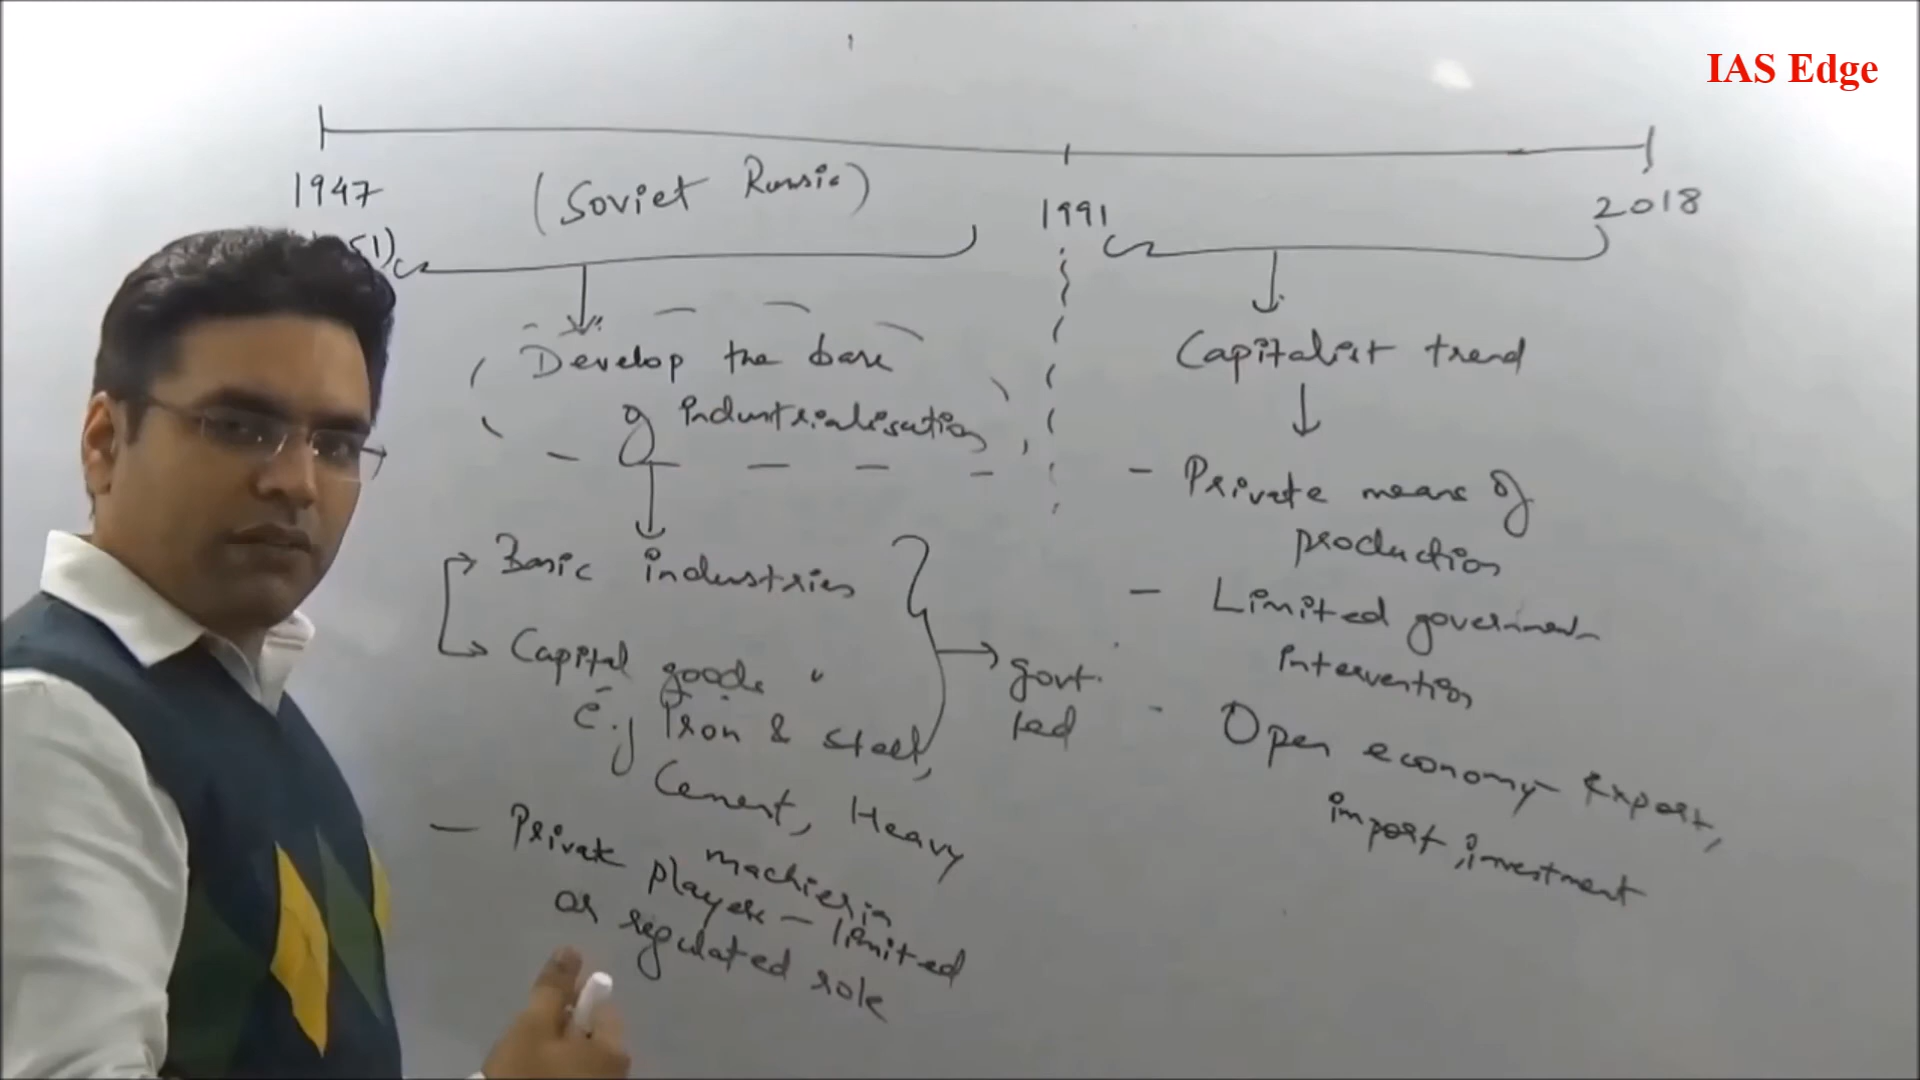 IAS Edge
1947
(Soviet Russia)
1991
2018
51)
Develop the base
of industrialisation
Basic industries
Capital goods "
e.g Iron & steel,
Cement, Heavy
machiein
govt.
led
- Private players - limited
or regulated role
Capitalist trend
- Private means of
production
- Limited government
intervention
- Open economy - Export,
import, investment